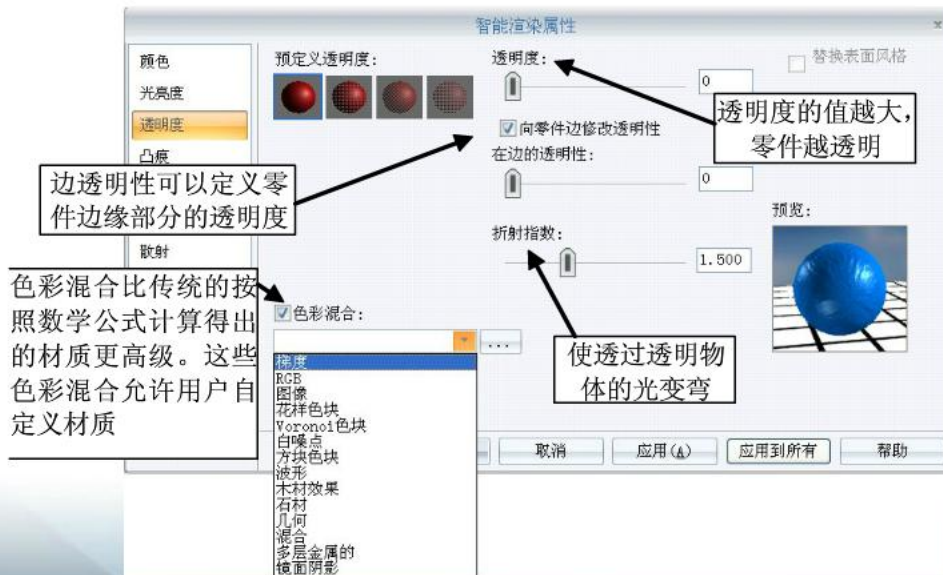 智能渲染属性
颜色
光亮度
透明度
凸痕
散射
预定义透明度:
透明度:
0
替换表面风格
向零件边修改透明性
在边的透明性:
0
折射指数:
1.500
预览:
透明度的值越大，
零件越透明
边透明性可以定义零
件边缘部分的透明度
色彩混合比传统的按
照数学公式计算得出
的材质更高级。这些
色彩混合允许用户自
定义材质
使透过透明物
体的光变弯
色彩混合:
...
梯度
RGB
图像
花样色块
Voronoi色块
白噪点
方块色块
波形
木材效果
石材
几何
混合
多层金属的
镜面阴影
取消
应用(A)
应用到所有
帮助